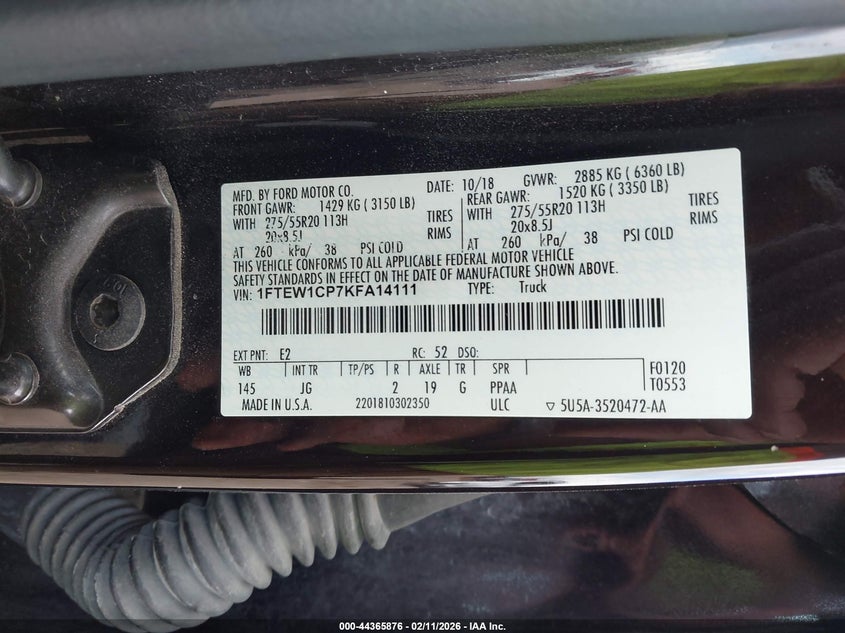 MFD. BY FORD MOTOR CO. DATE: 10/18 GVWR: 2885 KG ( 6360 LB)
FRONT GAWR: 1429 KG ( 3150 LB) REAR GAWR: 1520 KG ( 3350 LB)
WITH 275/55R20 113H TIRES WITH 275/55R20 113H TIRES
20x8.5J RIMS 20x8.5J RIMS
AT 260 kPa/ 38 PSI COLD AT 260 kPa/ 38 PSI COLD
THIS VEHICLE CONFORMS TO ALL APPLICABLE FEDERAL MOTOR VEHICLE
SAFETY STANDARDS IN EFFECT ON THE DATE OF MANUFACTURE SHOWN ABOVE.
VIN: 1FTEW1CP7KFA14111 TYPE: Truck
EXT PNT: E2 RC: 52 DSO:
WB INT TR TP/PS R AXLE TR SPR F0120
145 JG 2 19 G PPAA T0553
MADE IN U.S.A. 2201810302350 ULC ▽ 5U5A-3520472-AA
000-44365876 - 02/11/2026 - IAA Inc.